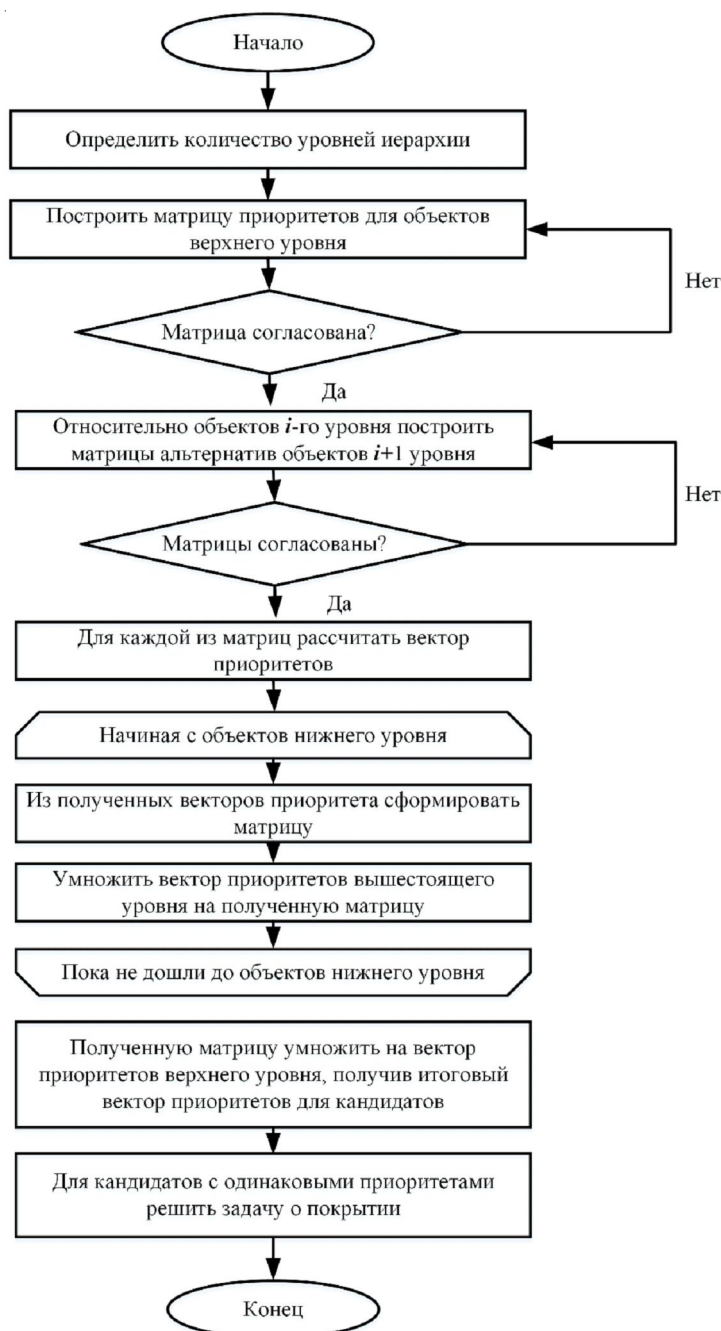 Начало
Определить количество уровней иерархии
Построить матрицу приоритетов для объектов
верхнего уровня
Нет
Матрица согласована?
Да
Относительно объектов i-го уровня построить
матрицы альтернатив объектов i+1 уровня
Нет
Матрицы согласованы?
Да
Для каждой из матриц рассчитать вектор
приоритетов
Начиная с объектов нижнего уровня
Из полученных векторов приоритета сформировать
матрицу
Умножить вектор приоритетов вышестоящего
уровня на полученную матрицу
Пока не дошли до объектов нижнего уровня
Полученную матрицу умножить на вектор
приоритетов верхнего уровня, получив итоговый
вектор приоритетов для кандидатов
Для кандидатов с одинаковыми приоритетами
решить задачу о покрытии
Конец